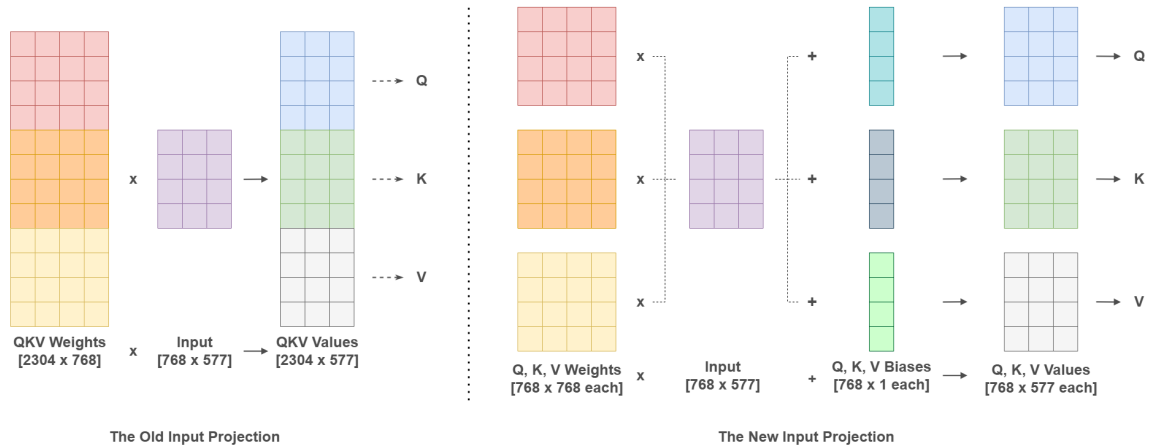 Q
x
K
V
QKV Weights
[2304 x 768]
x
Input
[768 x 577]
QKV Values
[2304 x 577]
The Old Input Projection
x
+
Q
x
+
K
x
+
V
Q, K, V Weights
[768 x 768 each]
x
Input
[768 x 577]
+
Q, K, V Biases
[768 x 1 each]
Q, K, V Values
[768 x 577 each]
The New Input Projection